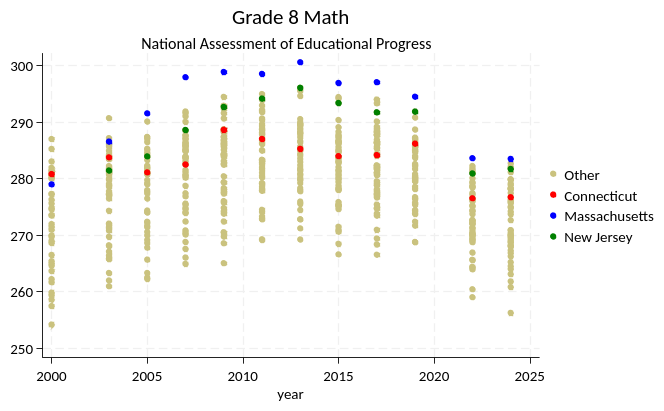 Grade 8 Math
National Assessment of Educational Progress
300
290
280
270
260
250
2000 2005 2010 2015 2020 2025
year
Other
Connecticut
Massachusetts
New Jersey